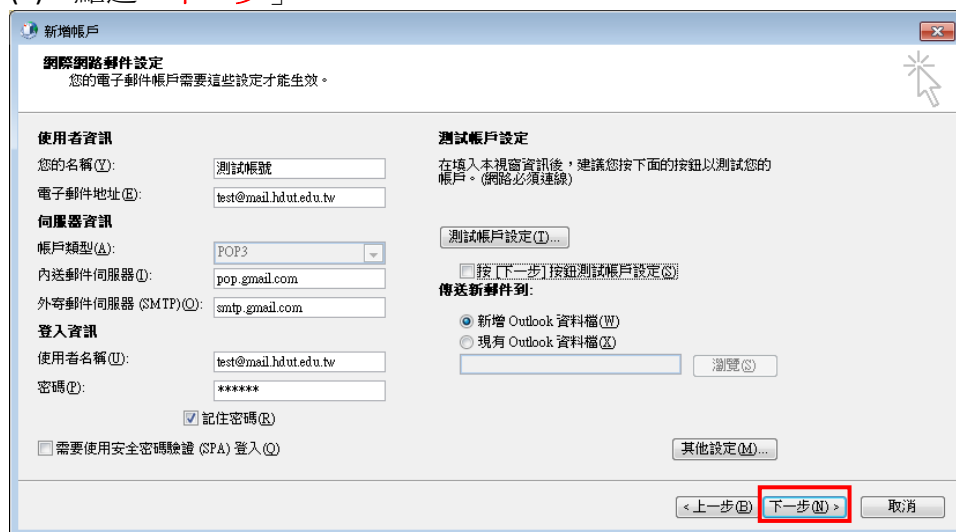 新增帳戶
網際網路郵件設定
您的電子郵件帳戶需要這些設定才能生效。
使用者資訊
您的名稱(Y): 測試帳號
電子郵件地址(E): test@mail.hdut.edu.tw
伺服器資訊
帳戶類型(A): POP3
內送郵件伺服器(I): pop.gmail.com
外寄郵件伺服器 (SMTP)(O): smtp.gmail.com
登入資訊
使用者名稱(U): test@mail.hdut.edu.tw
密碼(P): ******
記住密碼(R)
需要使用安全密碼驗證 (SPA) 登入(Q)
測試帳戶設定
在填入本視窗資訊後，建議您按下面的按鈕以測試您的
帳戶。(網路必須連線)
測試帳戶設定(T)...
按 [下一步] 按鈕測試帳戶設定(S)
傳送新郵件到:
新增 Outlook 資料檔(W)
現有 Outlook 資料檔(X)
瀏覽(S)
其他設定(M)...
<上一步(B) 下一步(N) > 取消